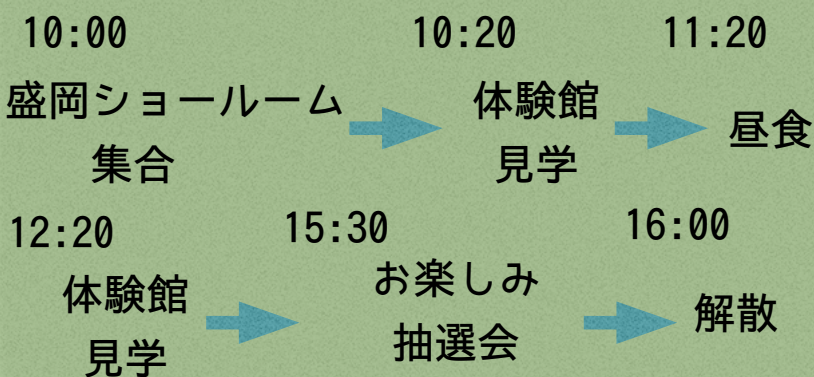 10:00 10:20 11:20
盛岡ショールーム
集合
体験館
見学
昼食
12:20 15:30 16:00
体験館
見学
お楽しみ
抽選会
解散